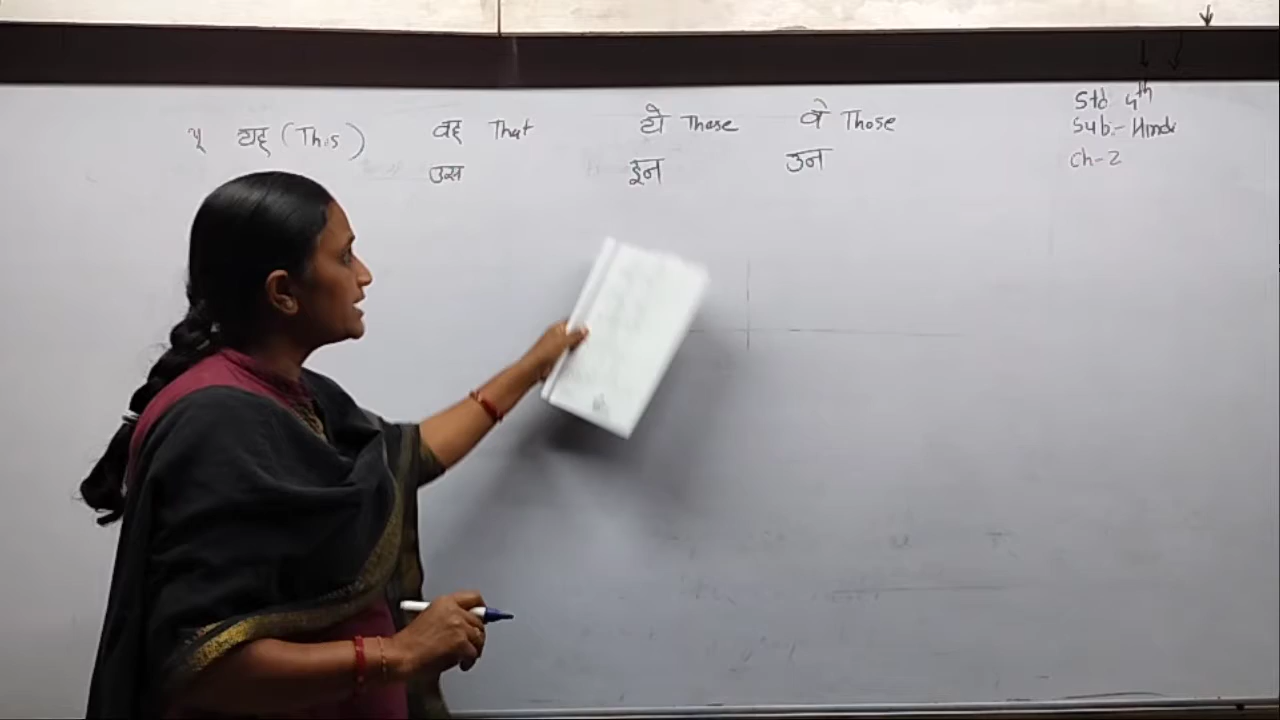 यह (This) वह That ये These वे Those
उस इन उन
Std 4th
Sub:- Hindi
Ch-2